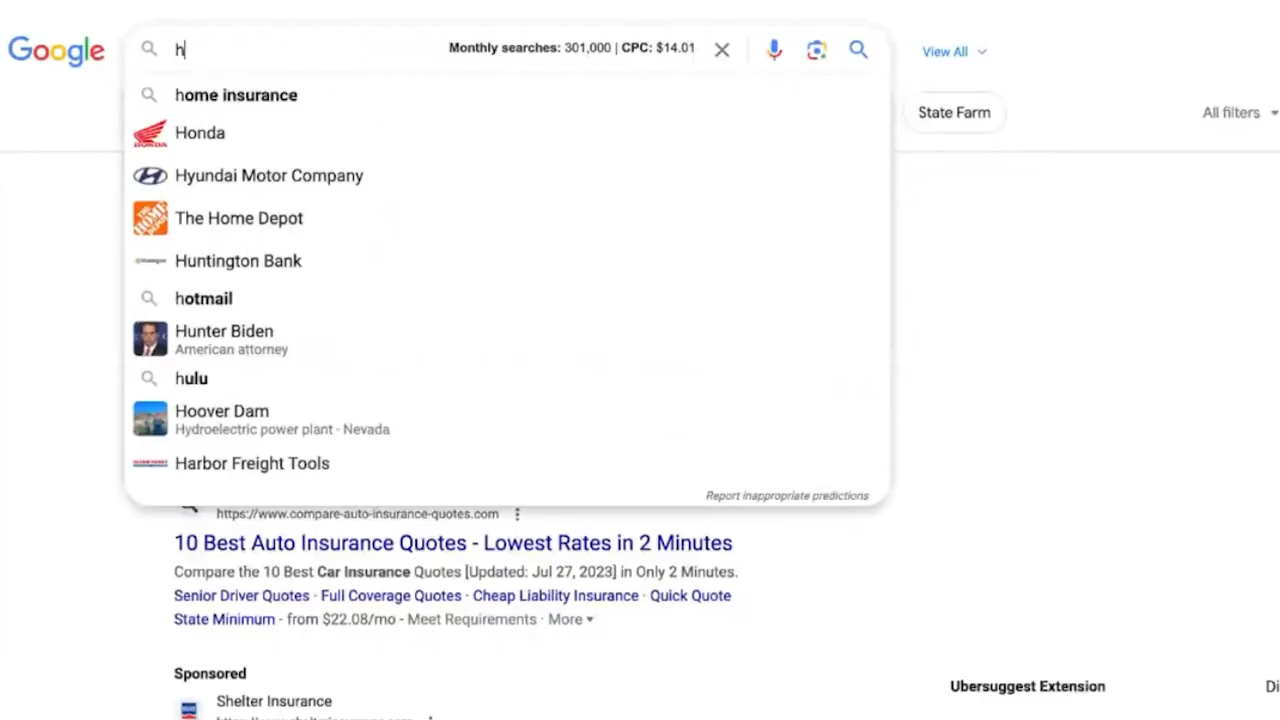 Google
h
Monthly searches: 301,000 | CPC: $14.01
View All
home insurance
State Farm
All filters
HONDA
Honda
Hyundai Motor Company
THE HOME DEPOT
The Home Depot
Huntington Bank
hotmail
Hunter Biden
American attorney
hulu
Hoover Dam
Hydroelectric power plant · Nevada
Harbor Freight Tools
Report inappropriate predictions
https://www.compare-auto-insurance-quotes.com
10 Best Auto Insurance Quotes - Lowest Rates in 2 Minutes
Compare the 10 Best Car Insurance Quotes [Updated: Jul 27, 2023] in Only 2 Minutes.
Senior Driver Quotes · Full Coverage Quotes · Cheap Liability Insurance · Quick Quote
State Minimum - from $22.08/mo - Meet Requirements · More
Sponsored
Ubersuggest Extension
Di
Shelter Insurance